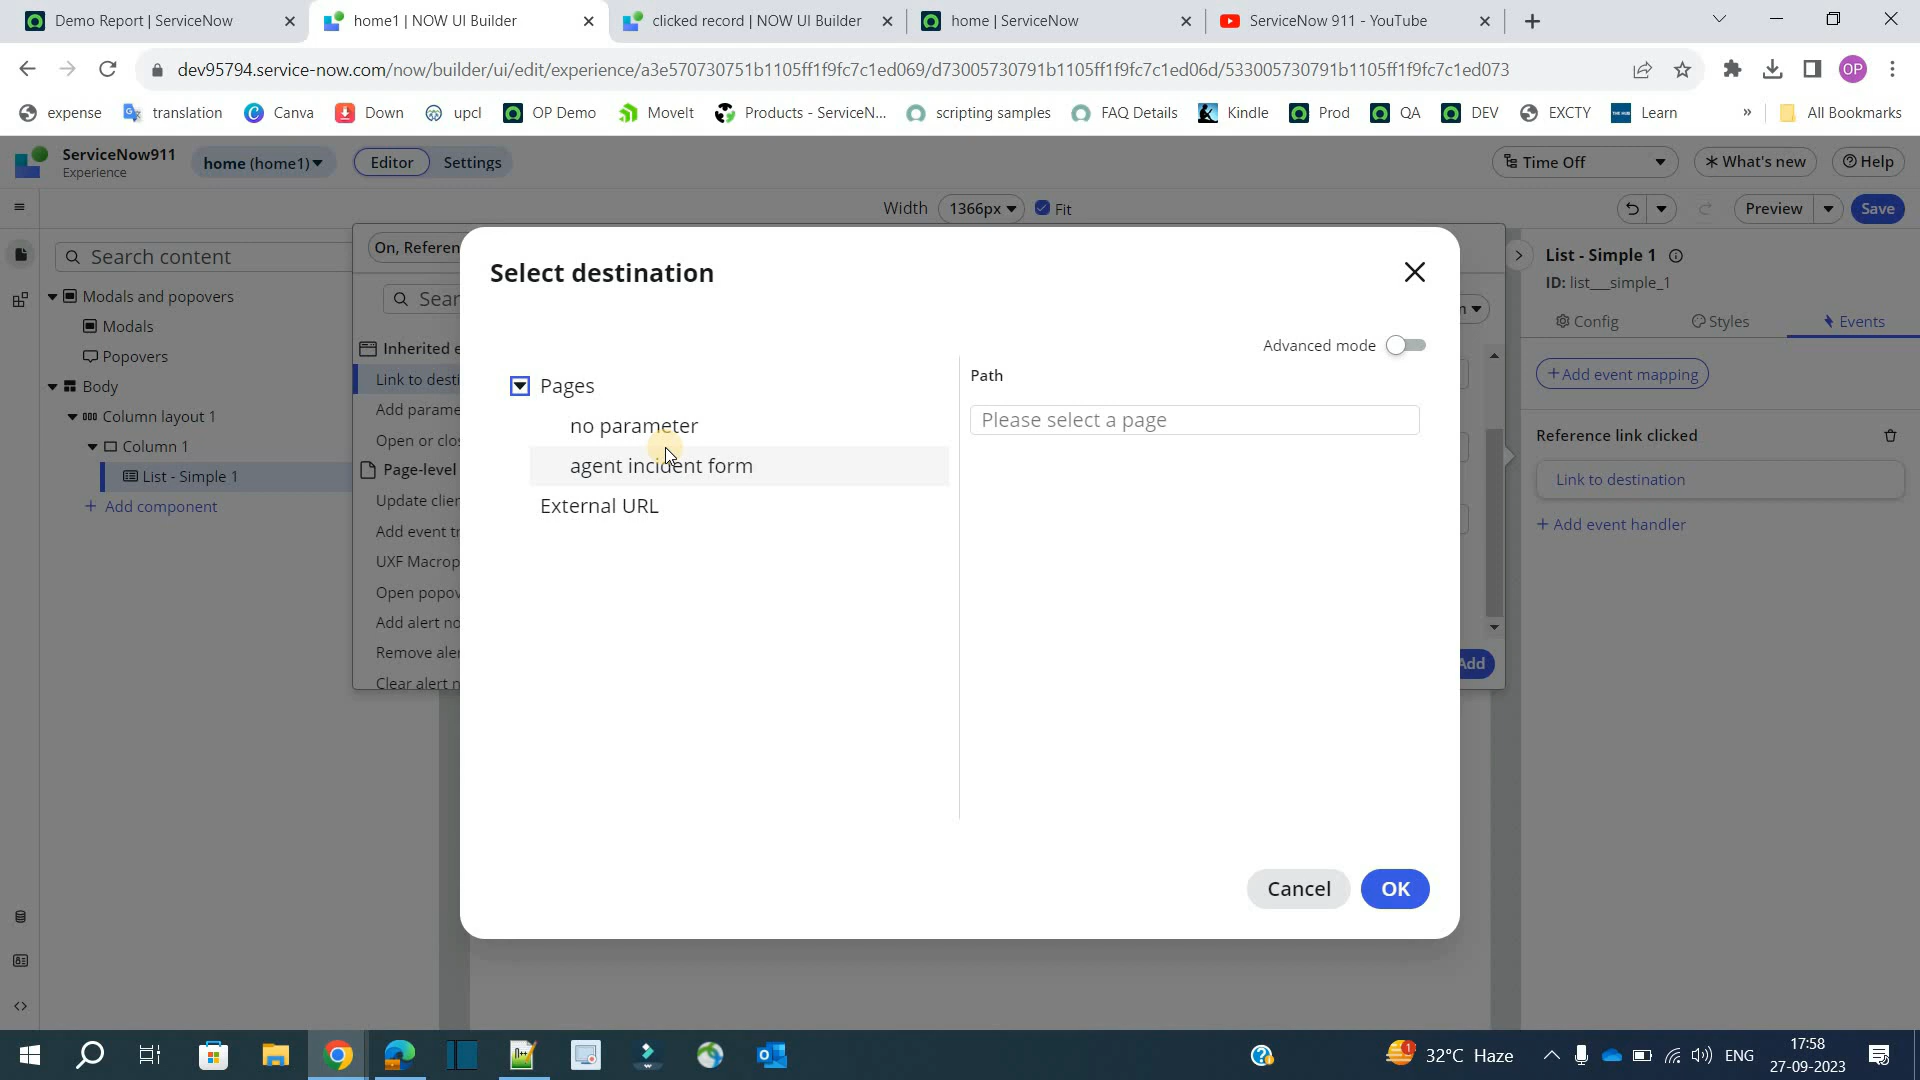 Demo Report | ServiceNow
home1 | NOW UI Builder
clicked record | NOW UI Builder
home | ServiceNow
ServiceNow 911 - YouTube
dev95794.service-now.com/now/builder/ui/edit/experience/a3e570730751b1105ff1f9fc7c1ed069/d73005730791b1105ff1f9fc7c1ed06d/533005730791b1105ff1f9fc7c1ed073
OP
expense
translation
Canva
Down
upcl
OP Demo
MoveIt
Products - ServiceN...
scripting samples
FAQ Details
Kindle
Prod
QA
DEV
EXCTY
Learn
»
All Bookmarks
ServiceNow911
Experience
home (home1)
Editor
Settings
Time Off
What's new
Help
Width
1366px
Fit
Preview
Save
Search content
Modals and popovers
Modals
Popovers
Body
Column layout 1
Column 1
List - Simple 1
+ Add component
On, Referen
Sear
Inherited e
Link to desti
Add parame
Open or clos
Page-level
Update clien
Add event tr
UXF Macrop
Open popov
Add alert no
Remove aler
Clear alert n
Select destination
Advanced mode
Pages
no parameter
agent incident form
External URL
Path
Please select a page
Cancel
OK
Add
List - Simple 1
ID: list__simple_1
Config
Styles
Events
+ Add event mapping
Reference link clicked
Link to destination
+ Add event handler
1
32°C Haze
ENG
17:58
27-09-2023